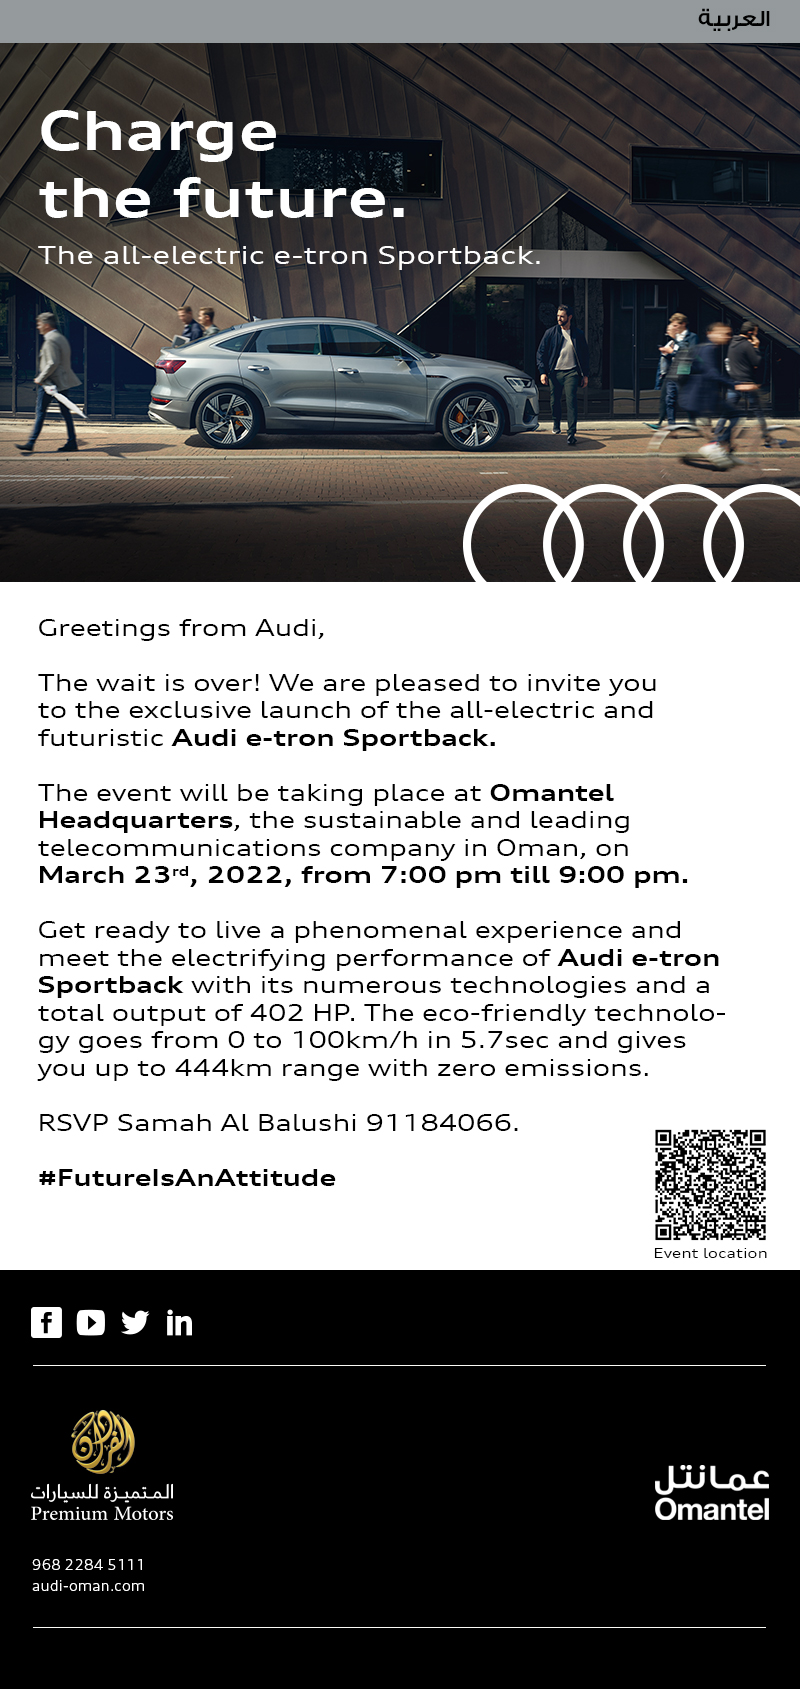 العربية
Charge
the future.
The all-electric e-tron Sportback.
Greetings from Audi,
The wait is over! We are pleased to invite you
to the exclusive launch of the all-electric and
futuristic Audi e-tron Sportback.
The event will be taking place at Omantel
Headquarters, the sustainable and leading
telecommunications company in Oman, on
March 23rd, 2022, from 7:00 pm till 9:00 pm.
Get ready to live a phenomenal experience and
meet the electrifying performance of Audi e-tron
Sportback with its numerous technologies and a
total output of 402 HP. The eco-friendly technolo-
gy goes from 0 to 100km/h in 5.7sec and gives
you up to 444km range with zero emissions.
RSVP Samah Al Balushi 91184066.
#FutureIsAnAttitude
Event location
المتميزة للسيارات
Premium Motors
عمانتل
Omantel
968 2284 5111
audi-oman.com